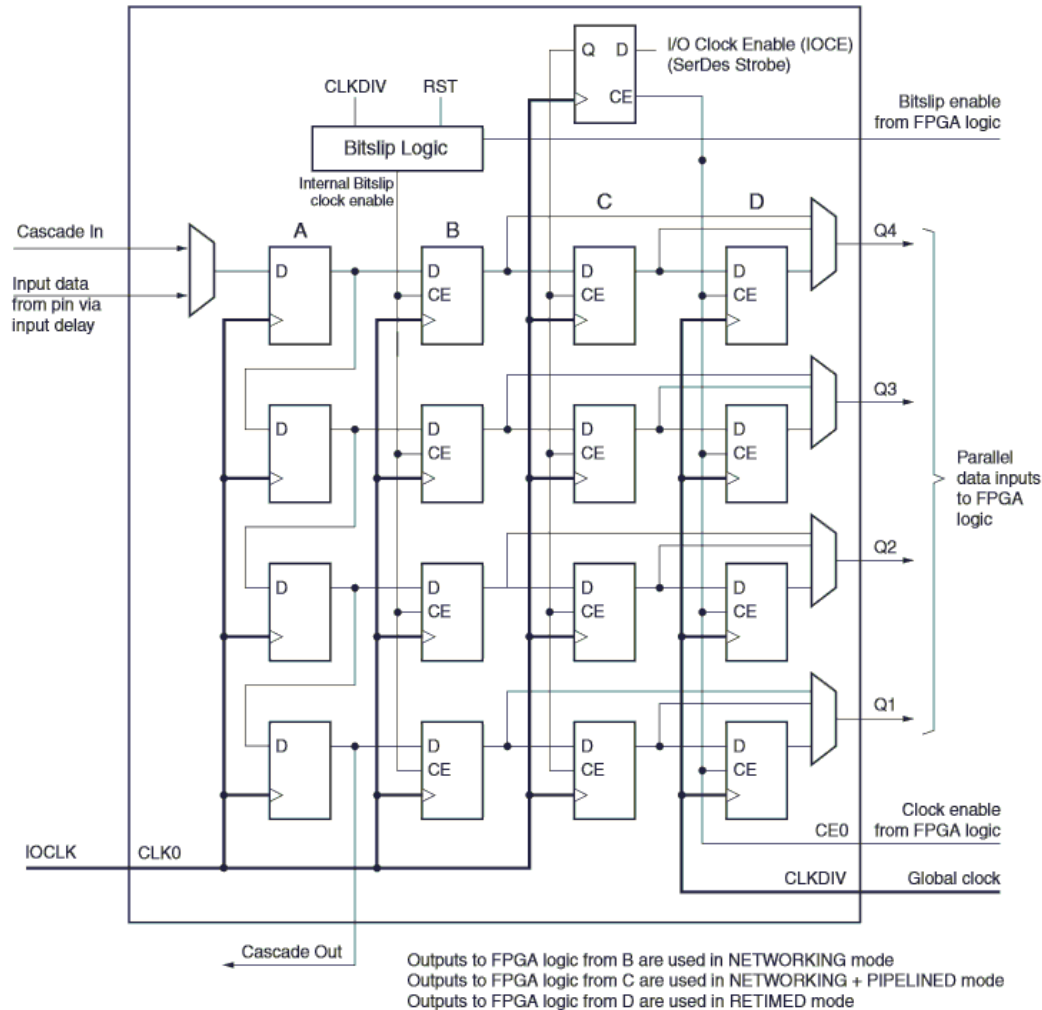 Q D
CE
I/O Clock Enable (IOCE)
(SerDes Strobe)
CLKDIV RST
Bitslip Logic
Bitslip enable
from FPGA logic
Internal Bitslip
clock enable
A B C D
Cascade In
Input data
from pin via
input delay
D D D D
CE CE CE
Q4
D D D D
CE CE CE
Q3
Parallel
data inputs
to FPGA
logic
D D D D
CE CE CE
Q2
D D D D
CE CE CE
Q1
Clock enable
CE0 from FPGA logic
IOCLK CLK0
CLKDIV Global clock
Cascade Out
Outputs to FPGA logic from B are used in NETWORKING mode
Outputs to FPGA logic from C are used in NETWORKING + PIPELINED mode
Outputs to FPGA logic from D are used in RETIMED mode